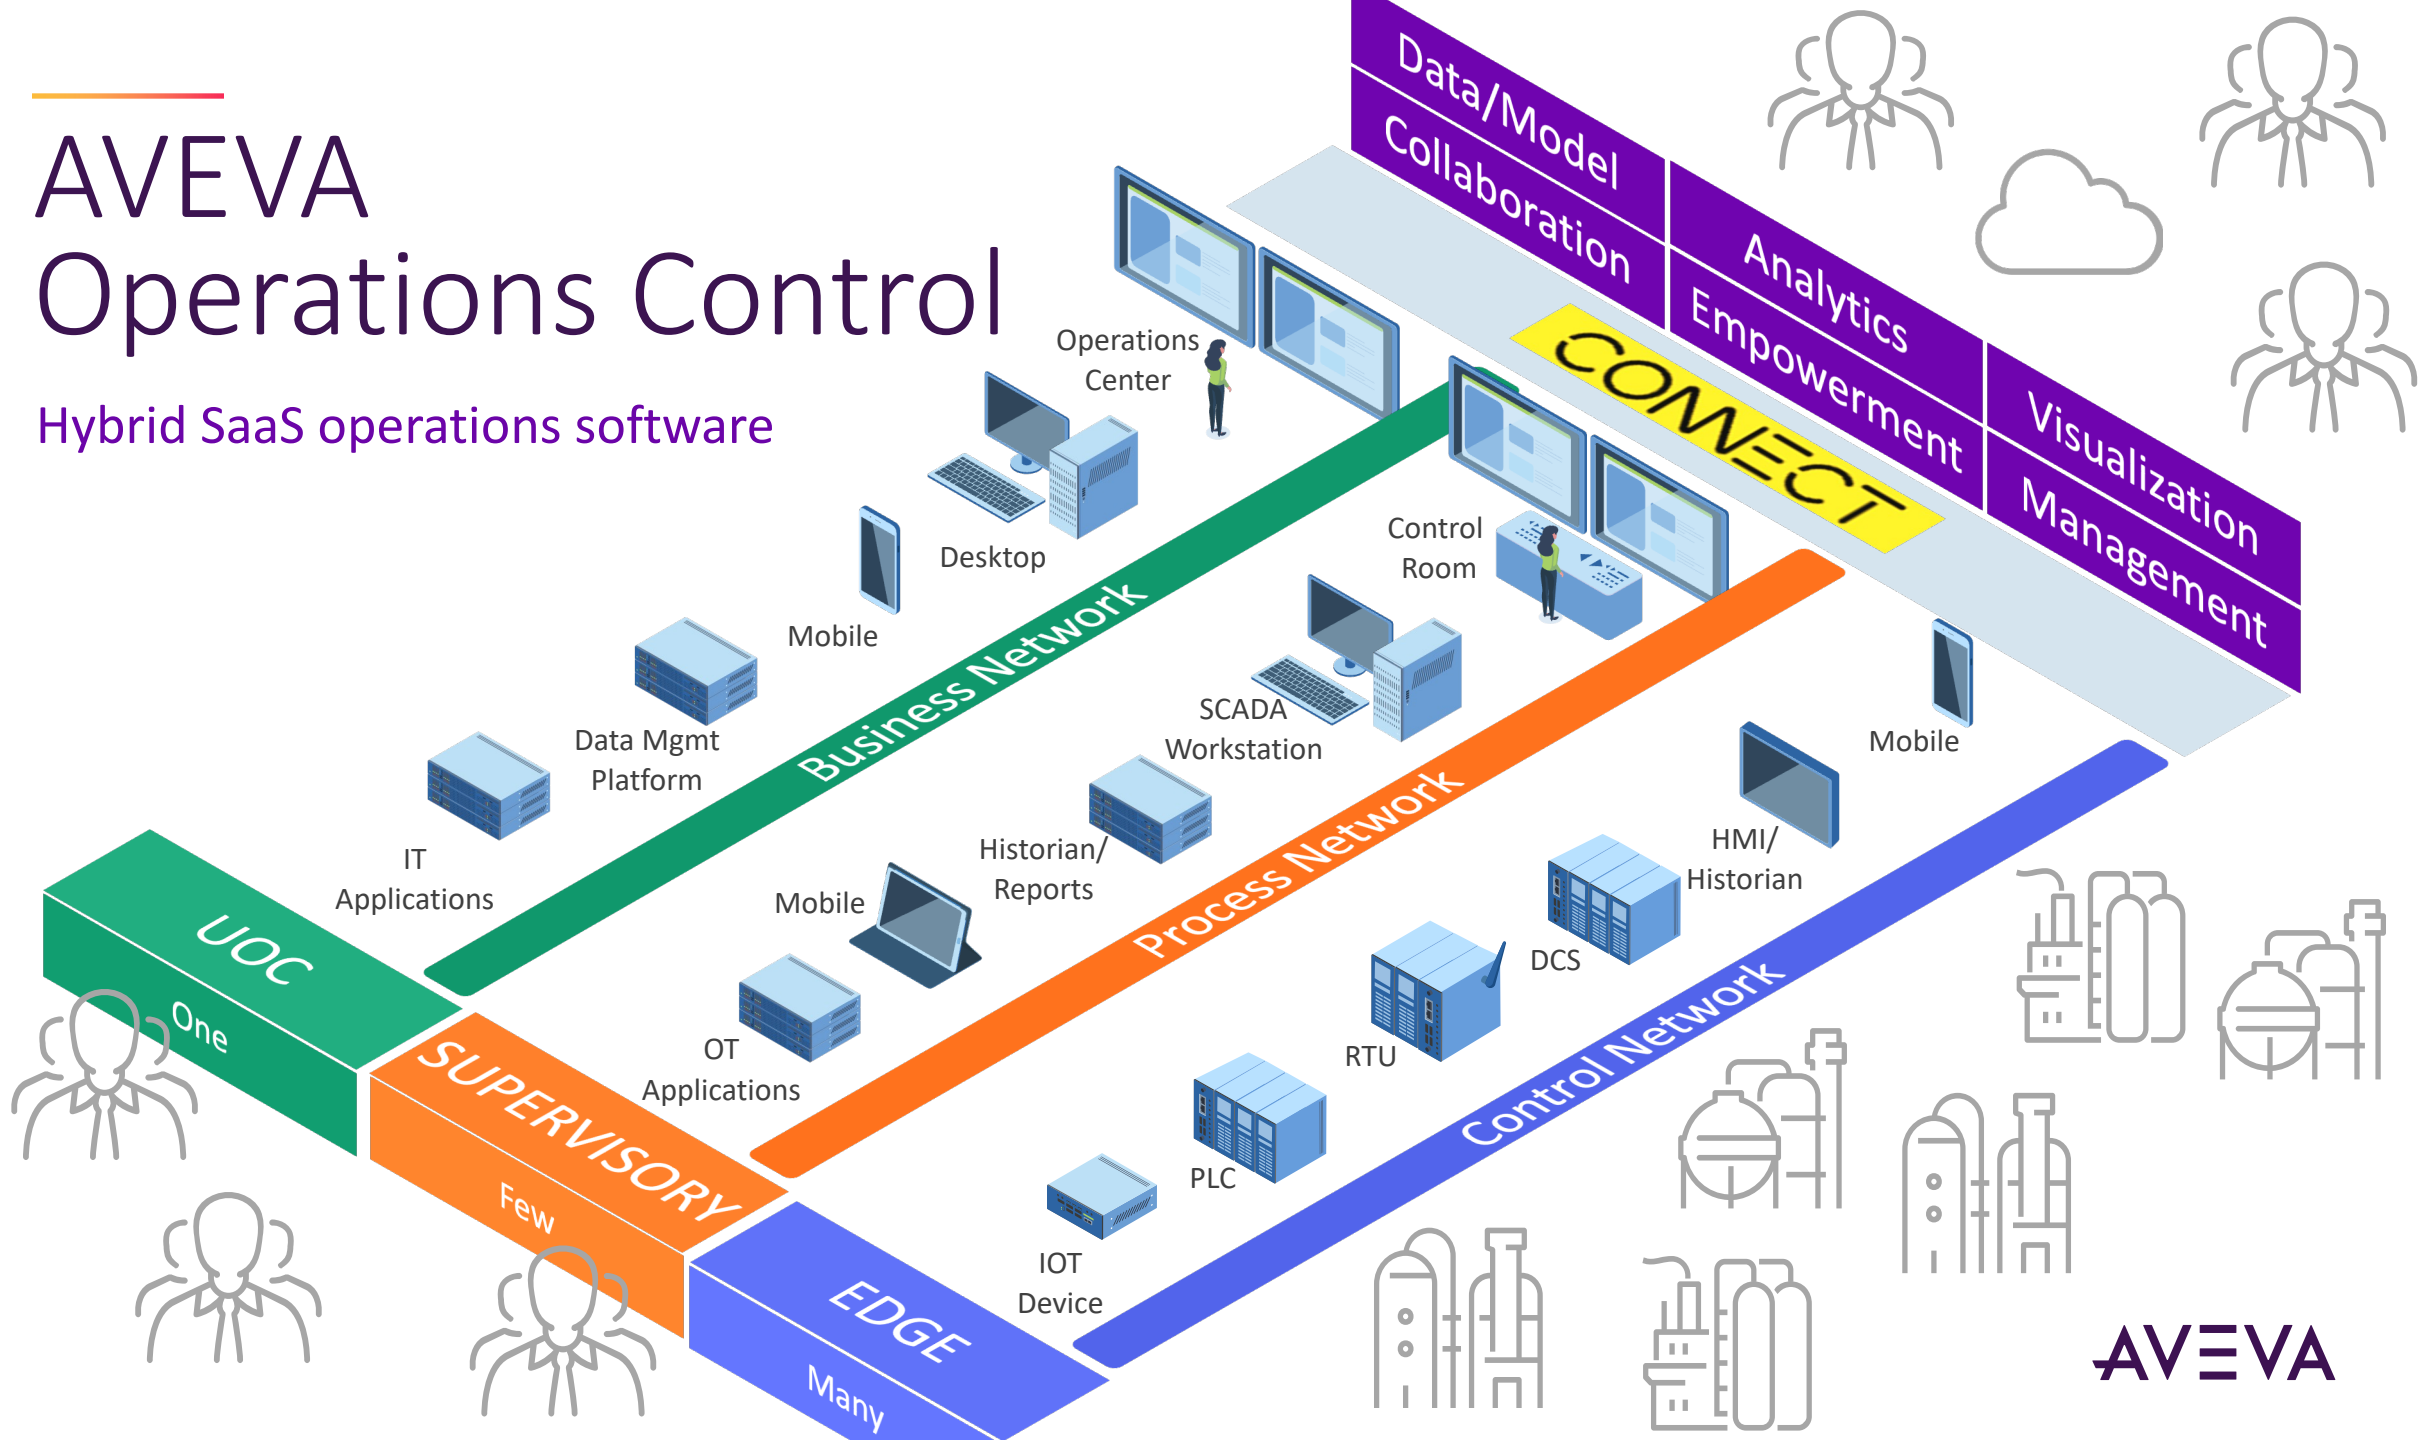 AVEVA
Operations Control
Hybrid SaaS operations software
Data/Model
Collaboration
Analytics
Empowerment
Visualization
Management
CONNECT
Operations
Center
Desktop
Mobile
Data Mgmt
Platform
IT
Applications
Business Network
Control
Room
SCADA
Workstation
Historian/
Reports
Mobile
OT
Applications
Process Network
Mobile
HMI/
Historian
DCS
RTU
PLC
IOT
Device
Control Network
UOC
One
SUPERVISORY
Few
EDGE
Many
AVEVA